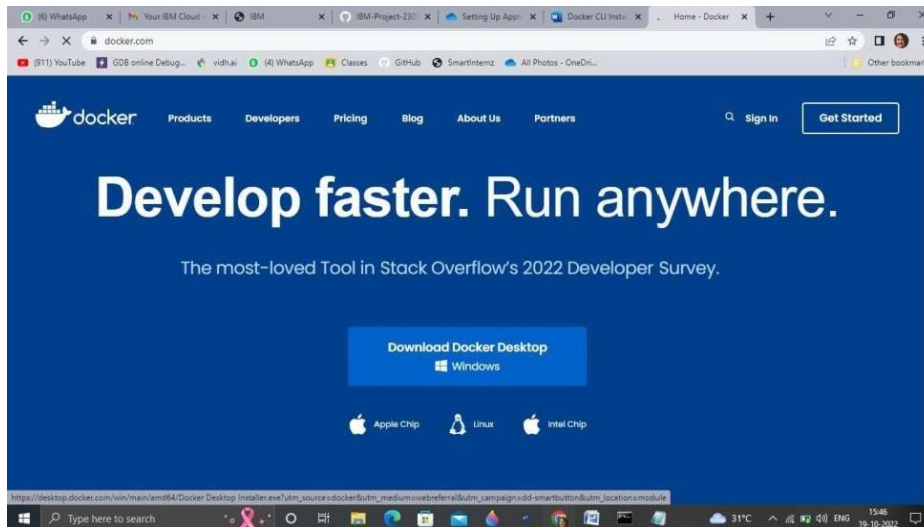 (6) WhatsApp
Your IBM Cloud
IBM
IBM-Project-230
Setting Up Appli
Docker CLI Insta
Home - Docker
docker.com
(911) YouTube
GDB online Debug...
vidh.ai
(4) WhatsApp
Classes
GitHub
SmartInternz
All Photos - OneDri...
Other bookmar
docker
Products
Developers
Pricing
Blog
About Us
Partners
Sign In
Get Started
Develop faster. Run anywhere.
The most-loved Tool in Stack Overflow's 2022 Developer Survey.
Download Docker Desktop
Windows
Apple Chip
Linux
Intel Chip
https://desktop.docker.com/win/main/amd64/Docker Desktop Installer.exe?utm_source=docker&utm_medium=webreferral&utm_campaign=dd-smartbutton&utm_location=module
Type here to search
31°C
ENG
15:46
19-10-2022